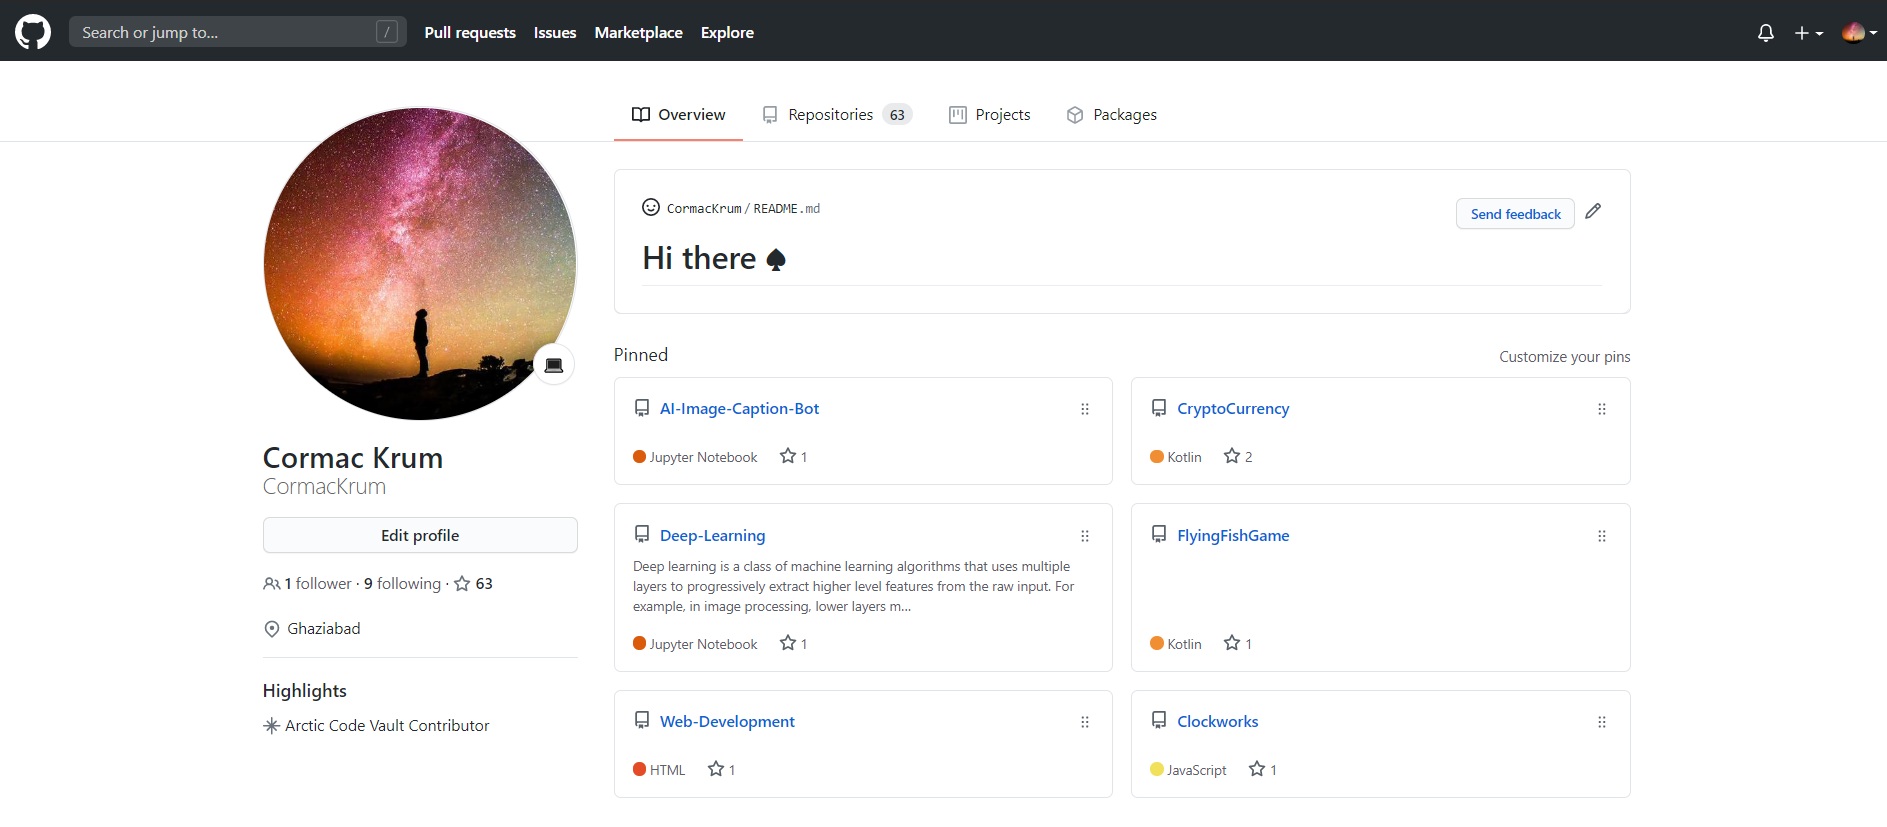 Search or jump to... / Pull requests Issues Marketplace Explore
Overview Repositories 63 Projects Packages
CormacKrum/README.md Send feedback
Hi there ♠
Cormac Krum
CormacKrum
Edit profile
1 follower · 9 following · 63
Ghaziabad
Highlights
Arctic Code Vault Contributor
Pinned Customize your pins
AI-Image-Caption-Bot
Jupyter Notebook 1
CryptoCurrency
Kotlin 2
Deep-Learning
Deep learning is a class of machine learning algorithms that uses multiple
layers to progressively extract higher level features from the raw input. For
example, in image processing, lower layers m...
Jupyter Notebook 1
FlyingFishGame
Kotlin 1
Web-Development
HTML 1
Clockworks
JavaScript 1